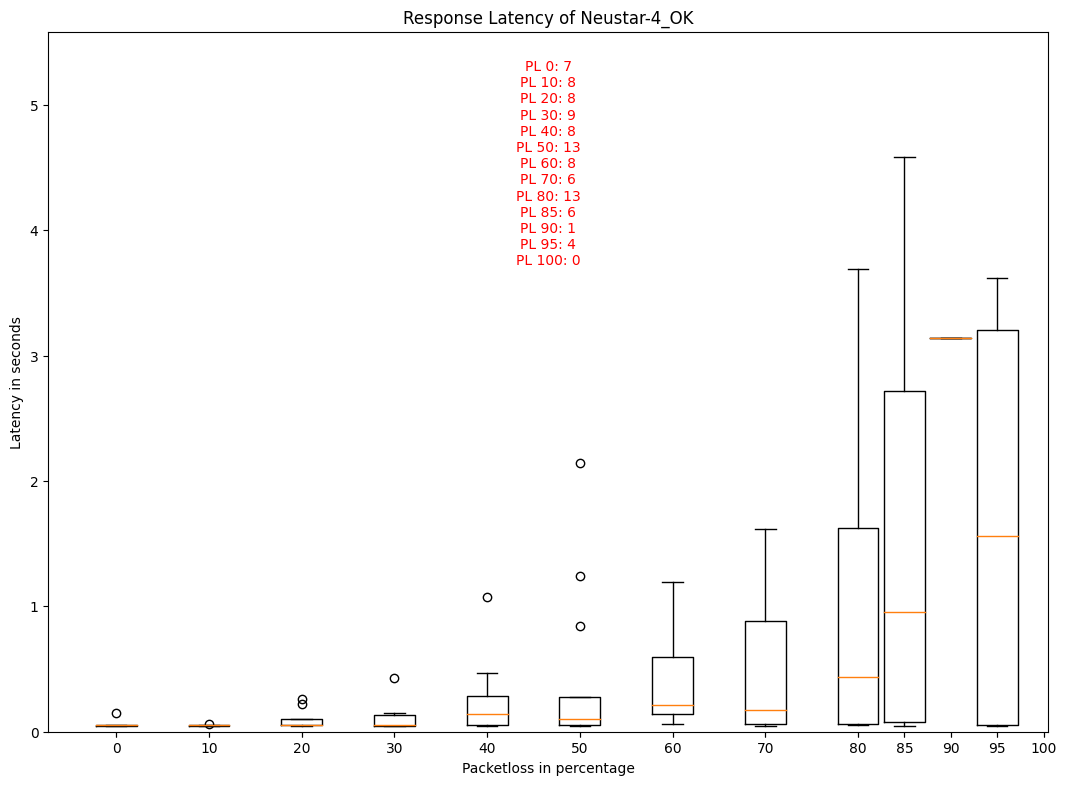 Response Latency of Neustar-4_OK
PL 0: 7
PL 10: 8
PL 20: 8
PL 30: 9
PL 40: 8
PL 50: 13
PL 60: 8
PL 70: 6
PL 80: 13
PL 85: 6
PL 90: 1
PL 95: 4
PL 100: 0
Latency in seconds
5
4
3
2
1
0
0 10 20 30 40 50 60 70 80 85 90 95 100
Packetloss in percentage